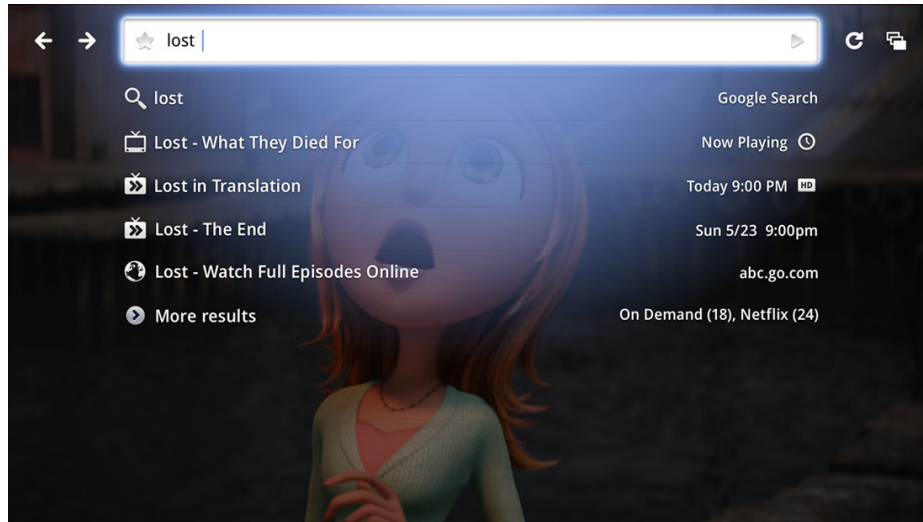 lost
lost Google Search
Lost - What They Died For Now Playing
Lost in Translation Today 9:00 PM HD
Lost - The End Sun 5/23 9:00pm
Lost - Watch Full Episodes Online abc.go.com
More results On Demand (18), Netflix (24)